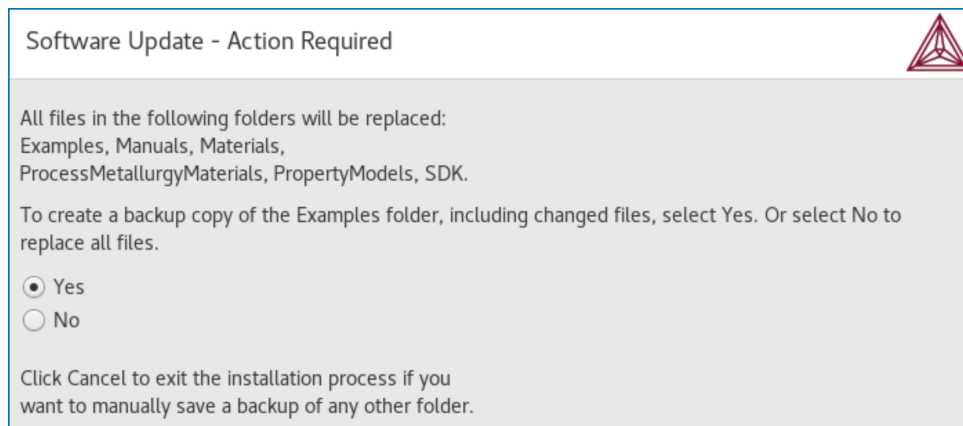 Software Update - Action Required
All files in the following folders will be replaced:
Examples, Manuals, Materials,
ProcessMetallurgyMaterials, PropertyModels, SDK.
To create a backup copy of the Examples folder, including changed files, select Yes. Or select No to
replace all files.
Yes
No
Click Cancel to exit the installation process if you
want to manually save a backup of any other folder.